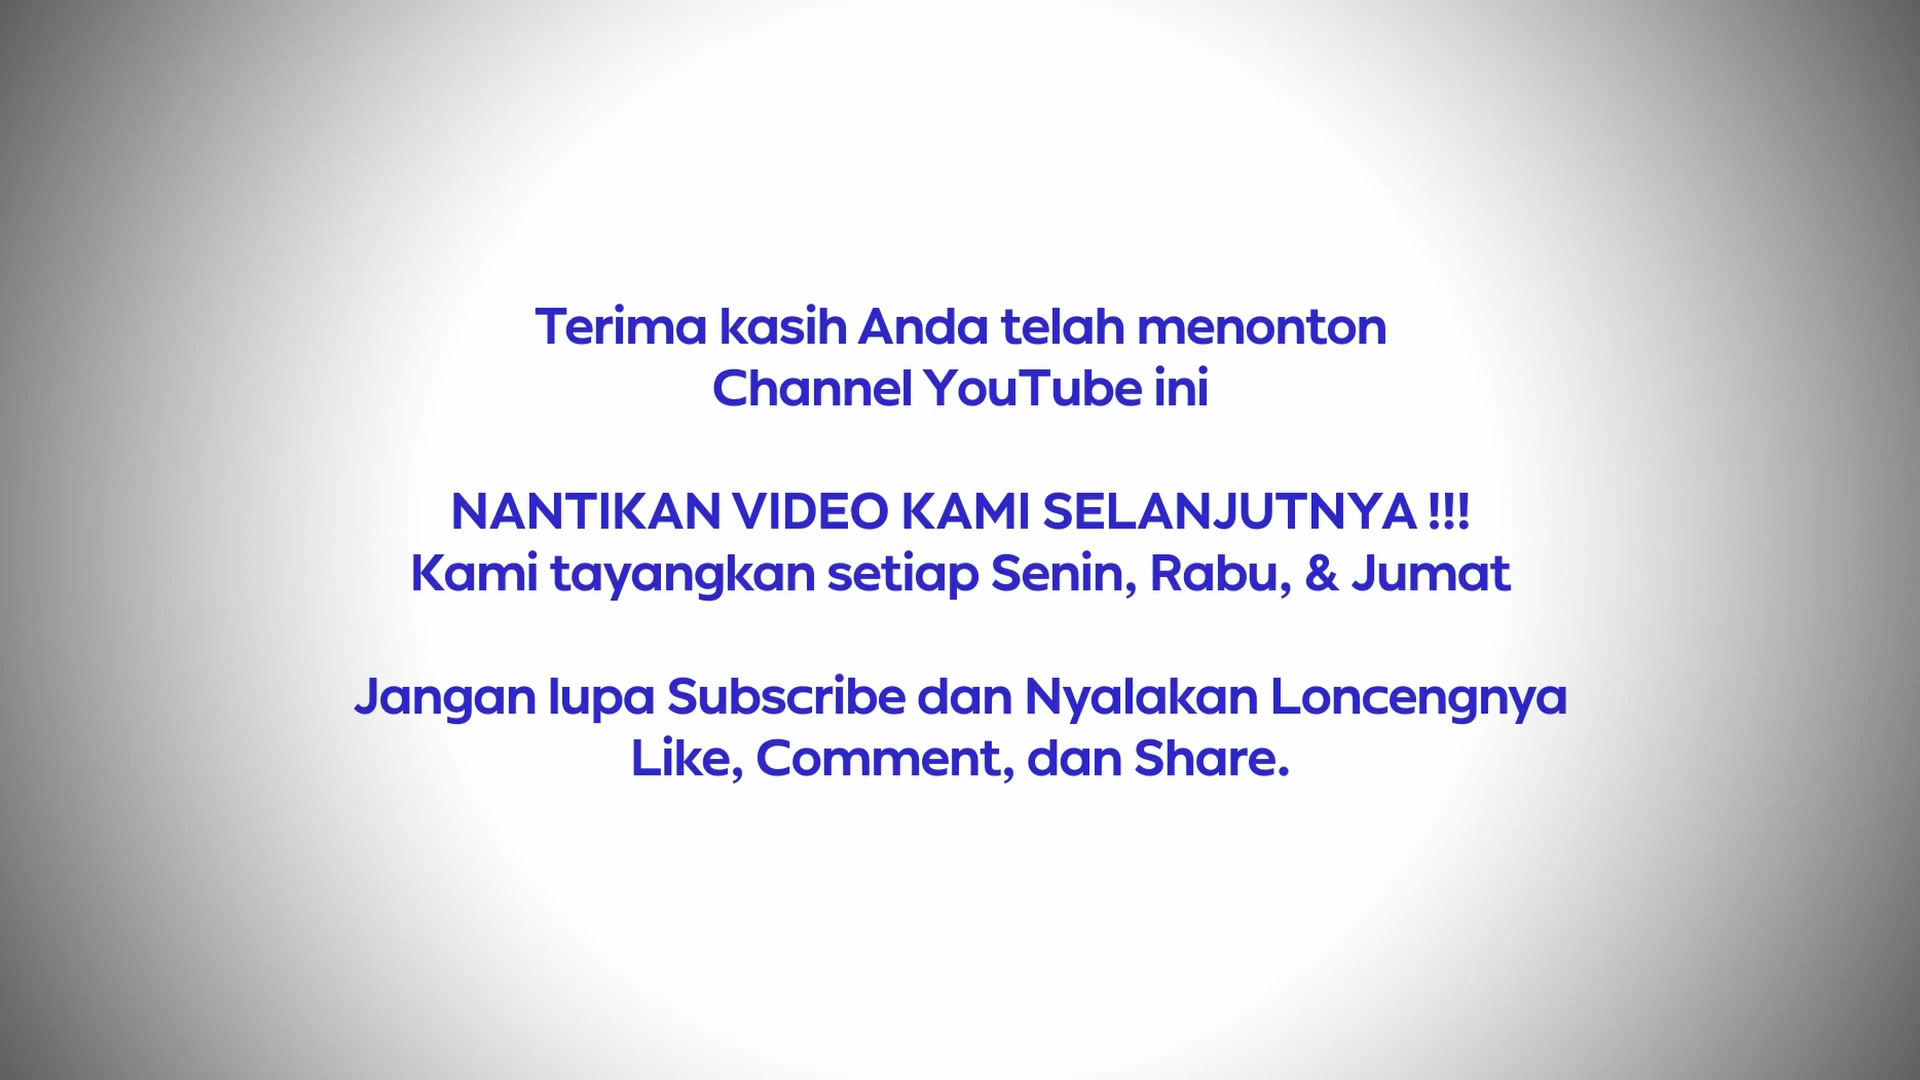 Terima kasih Anda telah menonton
Channel YouTube ini
NANTIKAN VIDEO KAMI SELANJUTNYA !!!
Kami tayangkan setiap Senin, Rabu, & Jumat
Jangan lupa Subscribe dan Nyalakan Loncengnya
Like, Comment, dan Share.